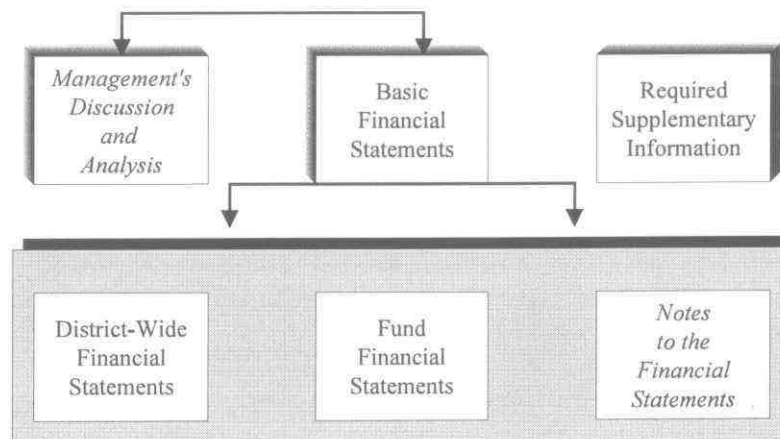 Management's
Discussion
and
Analysis
Basic
Financial
Statements
Required
Supplementary
Information
District-Wide
Financial
Statements
Fund
Financial
Statements
Notes
to the
Financial
Statements